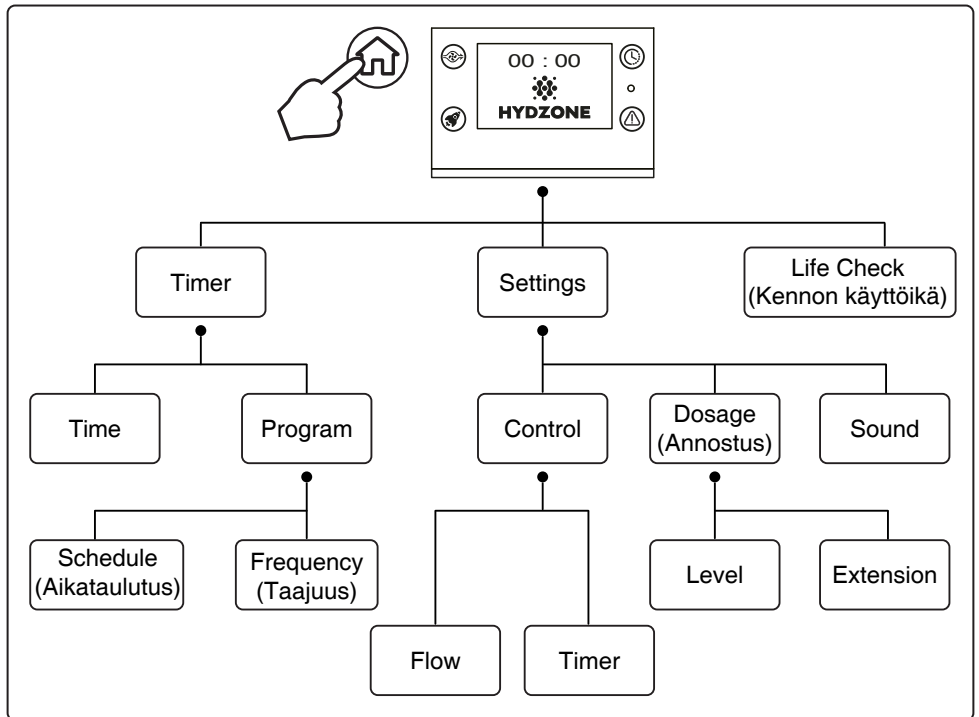 00 : 00
HYDZONE
Timer
Settings
Life Check
(Kennon käyttöikä)
Time
Program
Control
Dosage
(Annostus)
Sound
Schedule
(Aikataulutus)
Frequency
(Taajuus)
Level
Extension
Flow
Timer